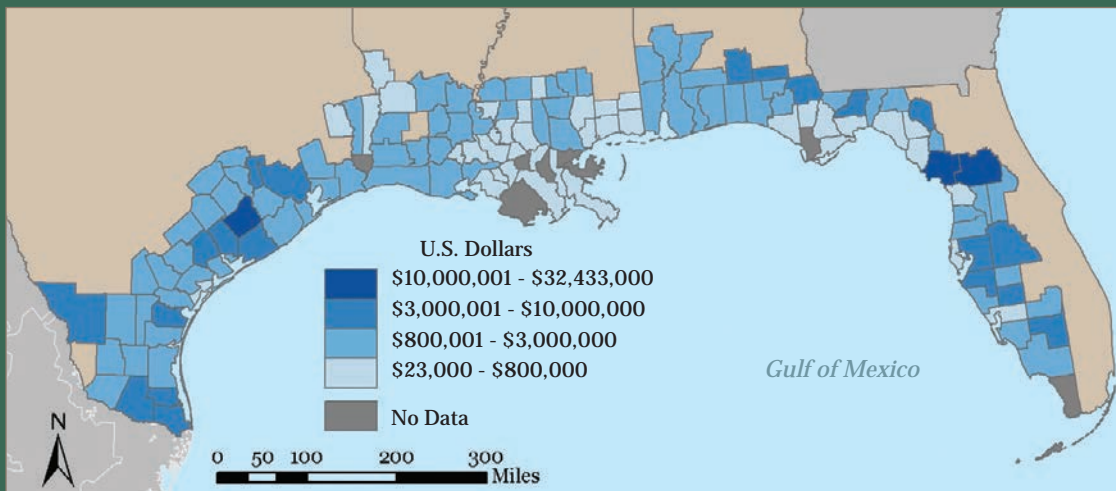 U.S. Dollars
$10,000,001 - $32,433,000
$3,000,001 - $10,000,000
$800,001 - $3,000,000
$23,000 - $800,000
No Data
Gulf of Mexico
N
0 50 100 200 300
Miles